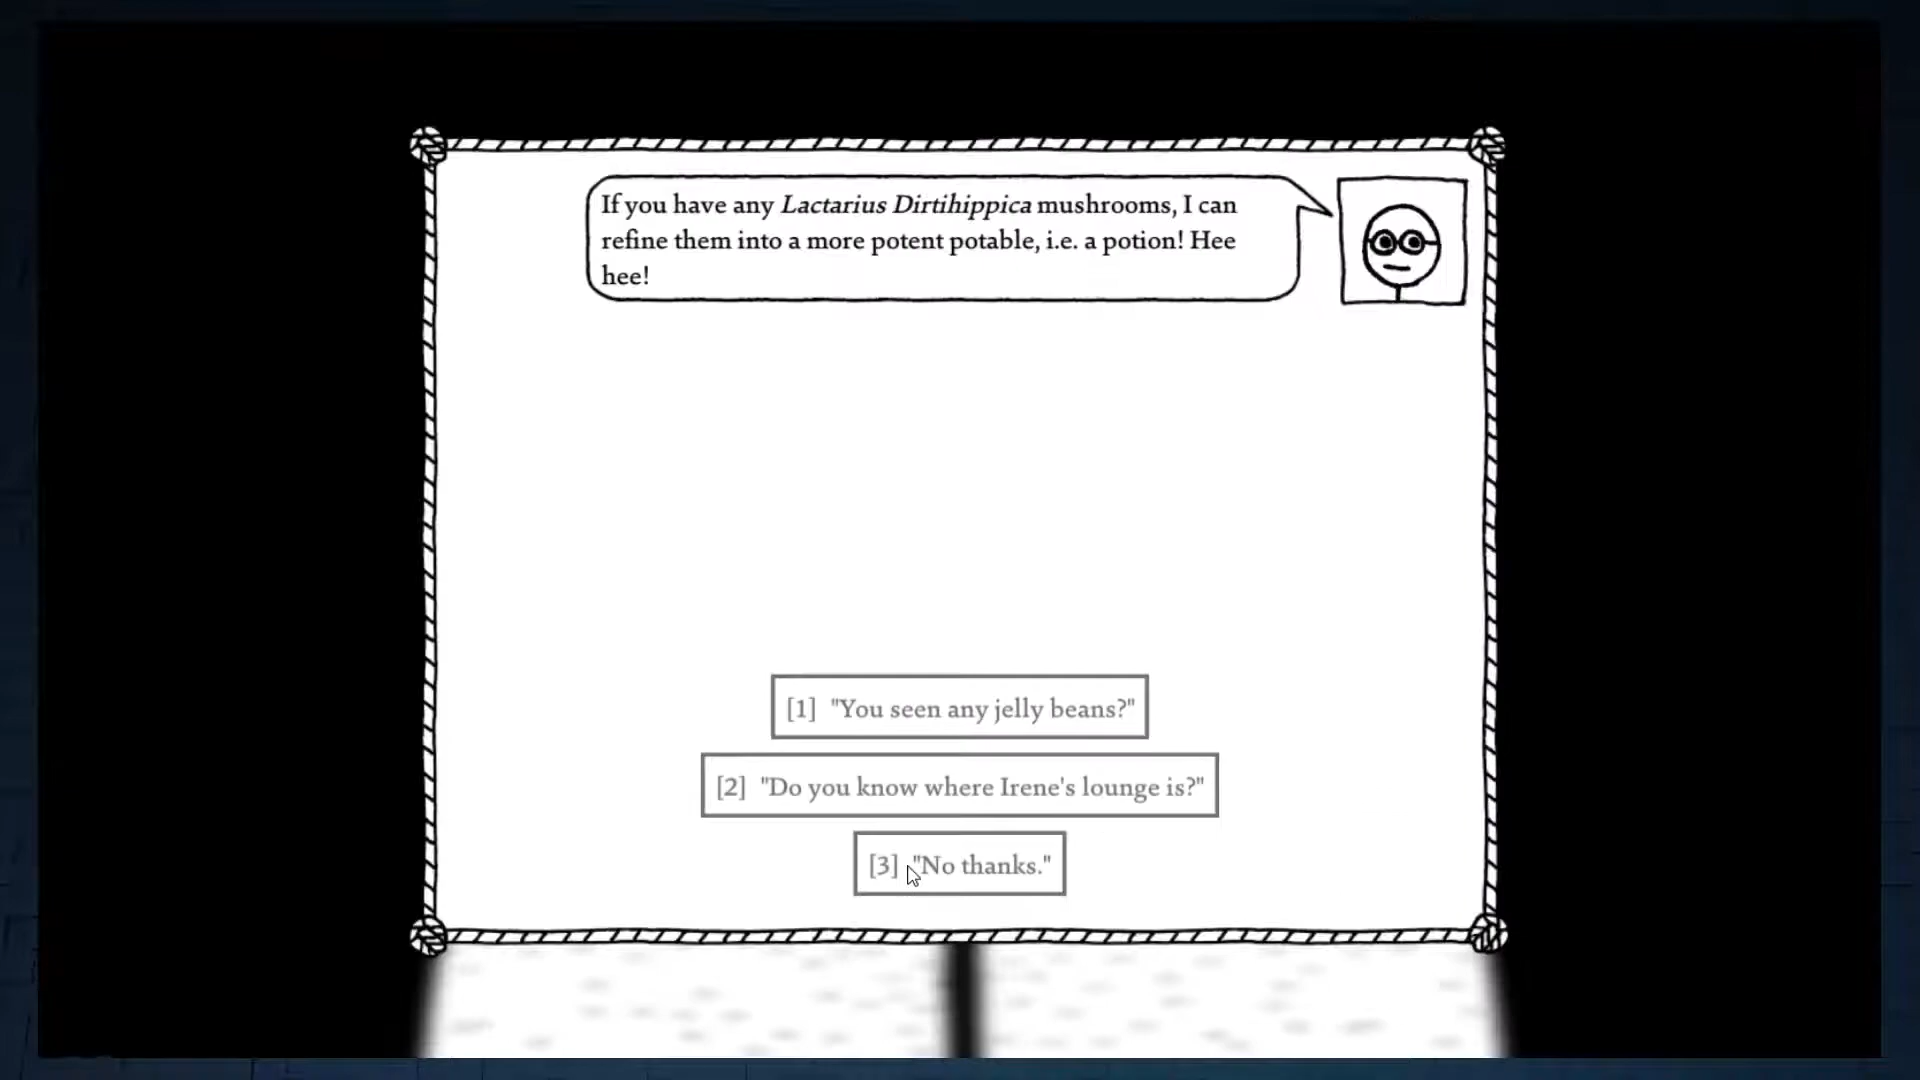 If you have any Lactarius Dirtihippica mushrooms, I can
refine them into a more potent potable, i.e. a potion! Hee
hee!
[1] "You seen any jelly beans?"
[2] "Do you know where Irene's lounge is?"
[3] "No thanks."